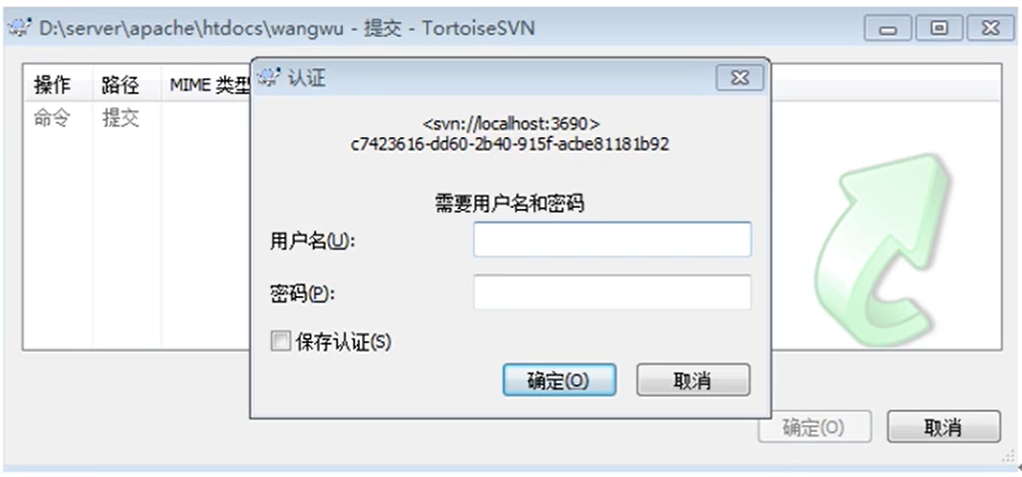 D:\server\apache\htdocs\wangwu - 提交 - TortoiseSVN
操作 路径 MIME 类型
命令 提交
认证
<svn://localhost:3690>
c7423616-dd60-2b40-915f-acbe81181b92
需要用户名和密码
用户名(U):
密码(P):
保存认证(S)
确定(O) 取消
确定(O) 取消